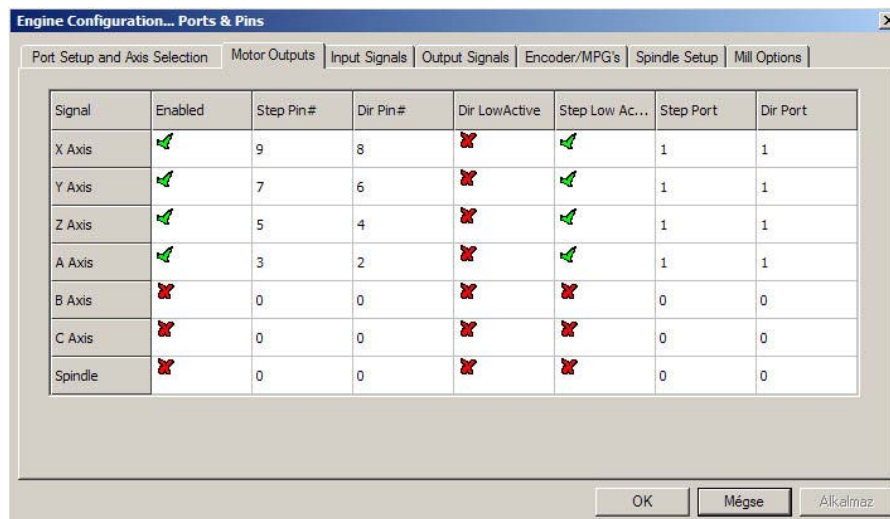 Engine Configuration... Ports & Pins
Port Setup and Axis Selection Motor Outputs Input Signals Output Signals Encoder/MPG's Spindle Setup Mill Options
Signal Enabled Step Pin# Dir Pin# Dir LowActive Step Low Ac... Step Port Dir Port
X Axis 9 8 1 1
Y Axis 7 6 1 1
Z Axis 5 4 1 1
A Axis 3 2 1 1
B Axis 0 0 0 0
C Axis 0 0 0 0
Spindle 0 0 0 0
OK Mégse Alkalmaz